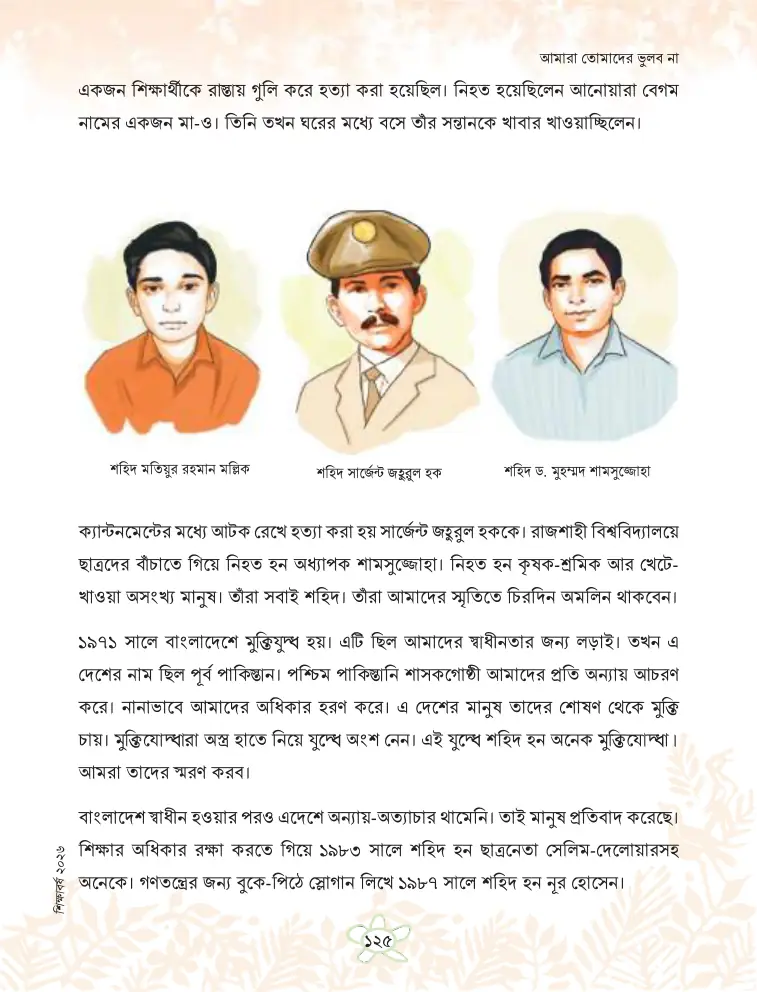 আমারা তোমাদের ভুলব না
একজন শিক্ষার্থীকে রাস্তায় গুলি করে হত্যা করা হয়েছিল। নিহত হয়েছিলেন আনোয়ারা বেগম
নামের একজন মা-ও। তিনি তখন ঘরের মধ্যে বসে তাঁর সন্তানকে খাবার খাওয়াচ্ছিলেন।
শহিদ মতিয়ুর রহমান মল্লিক
শহিদ সার্জেন্ট জহুরুল হক
শহিদ ড. মুহম্মদ শামসুজ্জোহা
ক্যান্টনমেন্টের মধ্যে আটক রেখে হত্যা করা হয় সার্জেন্ট জহুরুল হককে। রাজশাহী বিশ্ববিদ্যালয়ে
ছাত্রদের বাঁচাতে গিয়ে নিহত হন অধ্যাপক শামসুজ্জোহা। নিহত হন কৃষক-শ্রমিক আর খেটে-
খাওয়া অসংখ্য মানুষ। তাঁরা সবাই শহিদ। তাঁরা আমাদের স্মৃতিতে চিরদিন অমলিন থাকবেন।
১৯৭১ সালে বাংলাদেশে মুক্তিযুদ্ধ হয়। এটি ছিল আমাদের স্বাধীনতার জন্য লড়াই। তখন এ
দেশের নাম ছিল পূর্ব পাকিস্তান। পশ্চিম পাকিস্তানি শাসকগোষ্ঠী আমাদের প্রতি অন্যায় আচরণ
করে। নানাভাবে আমাদের অধিকার হরণ করে। এ দেশের মানুষ তাদের শোষণ থেকে মুক্তি
চায়। মুক্তিযোদ্ধারা অস্ত্র হাতে নিয়ে যুদ্ধে অংশ নেন। এই যুদ্ধে শহিদ হন অনেক মুক্তিযোদ্ধা।
আমরা তাদের স্মরণ করব।
বাংলাদেশ স্বাধীন হওয়ার পরও এদেশে অন্যায়-অত্যাচার থামেনি। তাই মানুষ প্রতিবাদ করেছে।
শিক্ষার অধিকার রক্ষা করতে গিয়ে ১৯৮৩ সালে শহিদ হন ছাত্রনেতা সেলিম-দেলোয়ারসহ
অনেকে। গণতন্ত্রের জন্য বুকে-পিঠে স্লোগান লিখে ১৯৮৭ সালে শহিদ হন নূর হোসেন।
শিক্ষাবর্ষ ২০২৬
১২৫